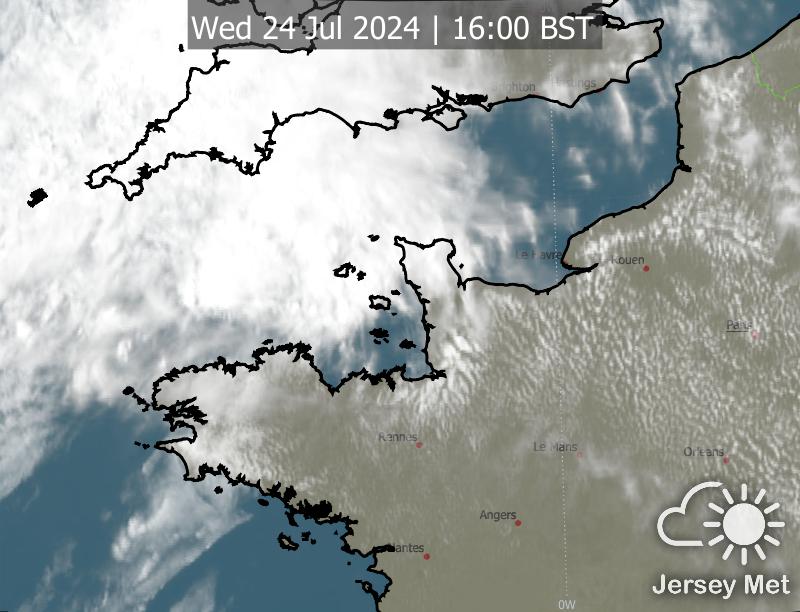 Wed 24 Jul 2024 | 16:00 BST
Brighton Hastings
Le Havre
Rouen
Paris
Rennes
Le Mans
Orleans
Angers
Nantes
Jersey Met
0W